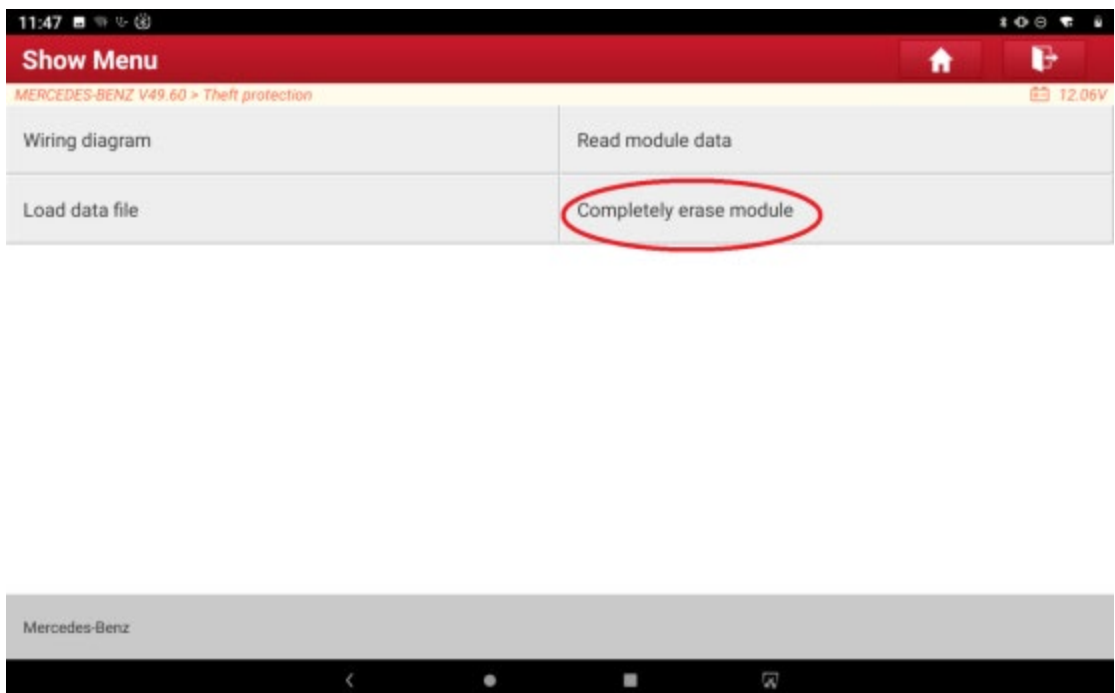 11:47
Show Menu
MERCEDES-BENZ V49.60 > Theft protection
12.06V
Wiring diagram
Read module data
Load data file
Completely erase module
Mercedes-Benz